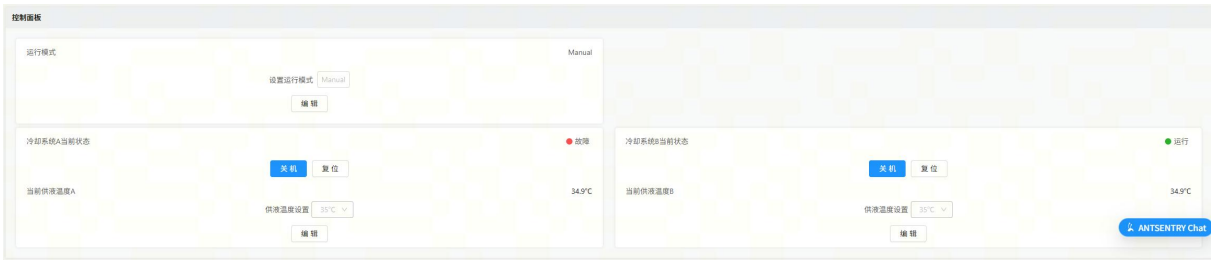 控制面板
运行模式 Manual
设置运行模式 Manual
编 辑
冷却系统A当前状态 故障
关 机 复 位
当前供液温度A 34.9°C
供液温度设置 35°C
编 辑
冷却系统B当前状态 运行
关 机 复 位
当前供液温度B 34.9°C
供液温度设置 35°C
编 辑
ANTSENTRY Chat